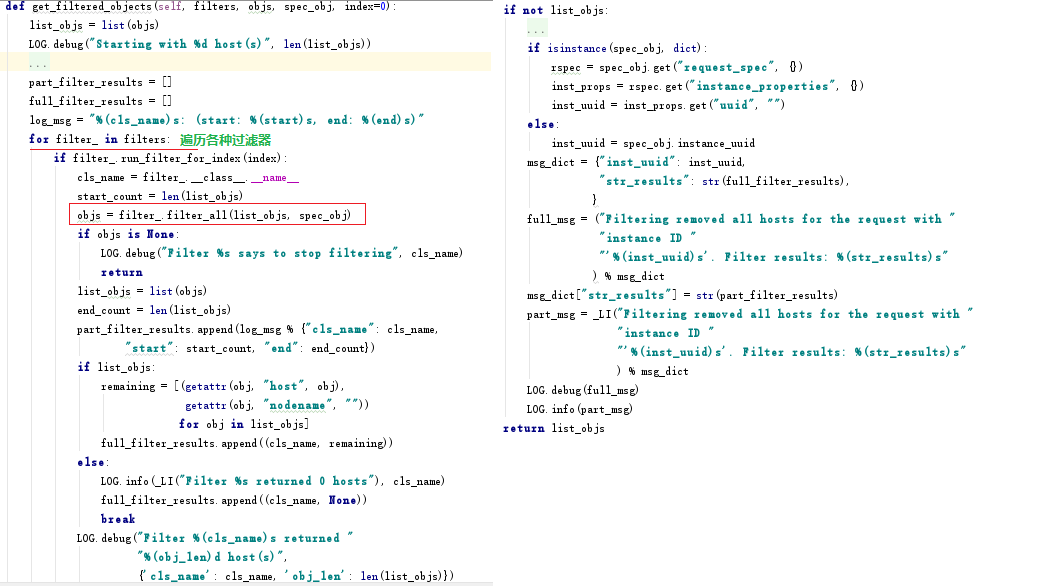 def get_filtered_objects(self, filters, objs, spec_obj, index=0):
list_objs = list(objs)
LOG.debug("Starting with %d host(s)", len(list_objs))
...
part_filter_results = []
full_filter_results = []
log_msg = "%(cls_name)s: (start: %(start)s, end: %(end)s)"
for filter_ in filters: 遍历各种过滤器
if filter_.run_filter_for_index(index):
cls_name = filter_.__class__.__name__
start_count = len(list_objs)
objs = filter_.filter_all(list_objs, spec_obj)
if objs is None:
LOG.debug("Filter %s says to stop filtering", cls_name)
return
list_objs = list(objs)
end_count = len(list_objs)
part_filter_results.append(log_msg % {"cls_name": cls_name,
"start": start_count, "end": end_count})
if list_objs:
remaining = [(getattr(obj, "host", obj),
getattr(obj, "nodename", ""))
for obj in list_objs]
full_filter_results.append((cls_name, remaining))
else:
LOG.info(_LI("Filter %s returned 0 hosts"), cls_name)
full_filter_results.append((cls_name, None))
break
LOG.debug("Filter %(cls_name)s returned "
"%(obj_len)d host(s)",
{'cls_name': cls_name, 'obj_len': len(list_objs)})
if not list_objs:
...
if isinstance(spec_obj, dict):
rspec = spec_obj.get("request_spec", {})
inst_props = rspec.get("instance_properties", {})
inst_uuid = inst_props.get("uuid", "")
else:
inst_uuid = spec_obj.instance_uuid
msg_dict = {"inst_uuid": inst_uuid,
"str_results": str(full_filter_results),
}
full_msg = ("Filtering removed all hosts for the request with "
"instance ID "
"'%(inst_uuid)s'. Filter results: %(str_results)s"
) % msg_dict
msg_dict["str_results"] = str(part_filter_results)
part_msg = _LI("Filtering removed all hosts for the request with "
"instance ID "
"'%(inst_uuid)s'. Filter results: %(str_results)s"
) % msg_dict
LOG.debug(full_msg)
LOG.info(part_msg)
return list_objs